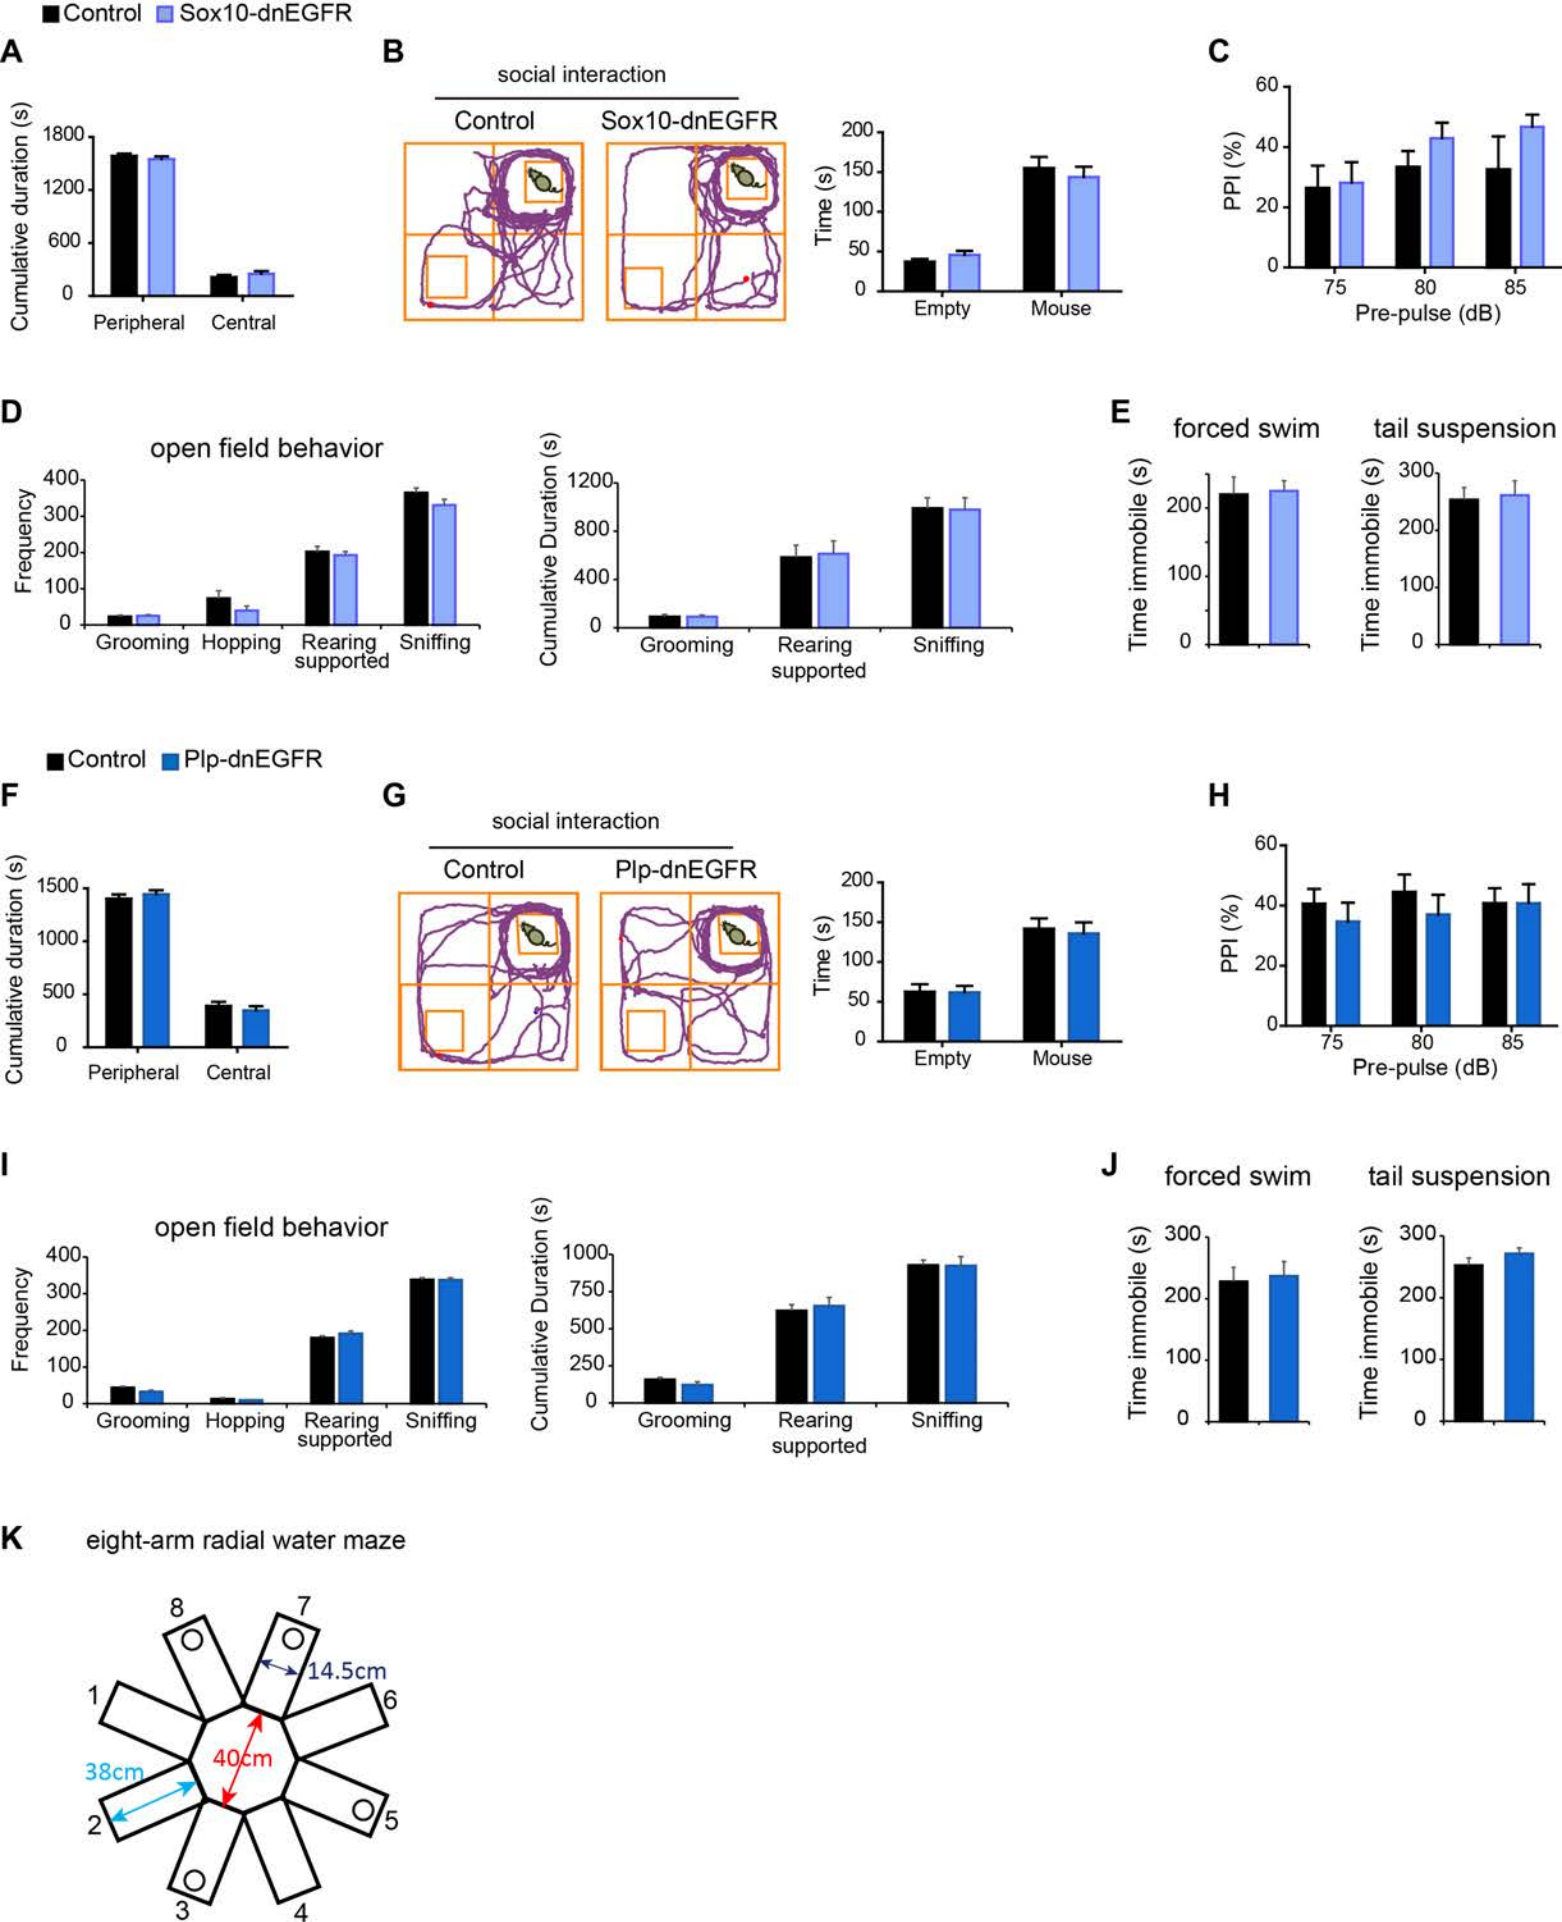 Control Sox10-dnEGFR
A
Cumulative duration (s)
1800
1200
600
0
Peripheral Central
B
social interaction
Control Sox10-dnEGFR
Time (s)
200
150
100
50
0
Empty Mouse
C
PPI (%)
60
40
20
0
75 80 85
Pre-pulse (dB)
D
open field behavior
Frequency
400
300
200
100
0
Grooming Hopping Rearing Sniffing
supported
Cumulative Duration (s)
1200
800
400
0
Grooming Rearing Sniffing
supported
E
forced swim
Time immobile (s)
200
100
0
tail suspension
Time immobile (s)
300
200
100
0
Control Plp-dnEGFR
F
Cumulative duration (s)
1500
1000
500
0
Peripheral Central
G
social interaction
Control Plp-dnEGFR
Time (s)
200
150
100
50
0
Empty Mouse
H
PPI (%)
60
40
20
0
75 80 85
Pre-pulse (dB)
I
open field behavior
Frequency
400
300
200
100
0
Grooming Hopping Rearing Sniffing
supported
Cumulative Duration (s)
1000
750
500
250
0
Grooming Rearing Sniffing
supported
J
forced swim
Time immobile (s)
300
200
100
0
tail suspension
Time immobile (s)
300
200
100
0
K
eight-arm radial water maze
8 7
14.5cm
1 6
40cm
38cm
2 5
3 4